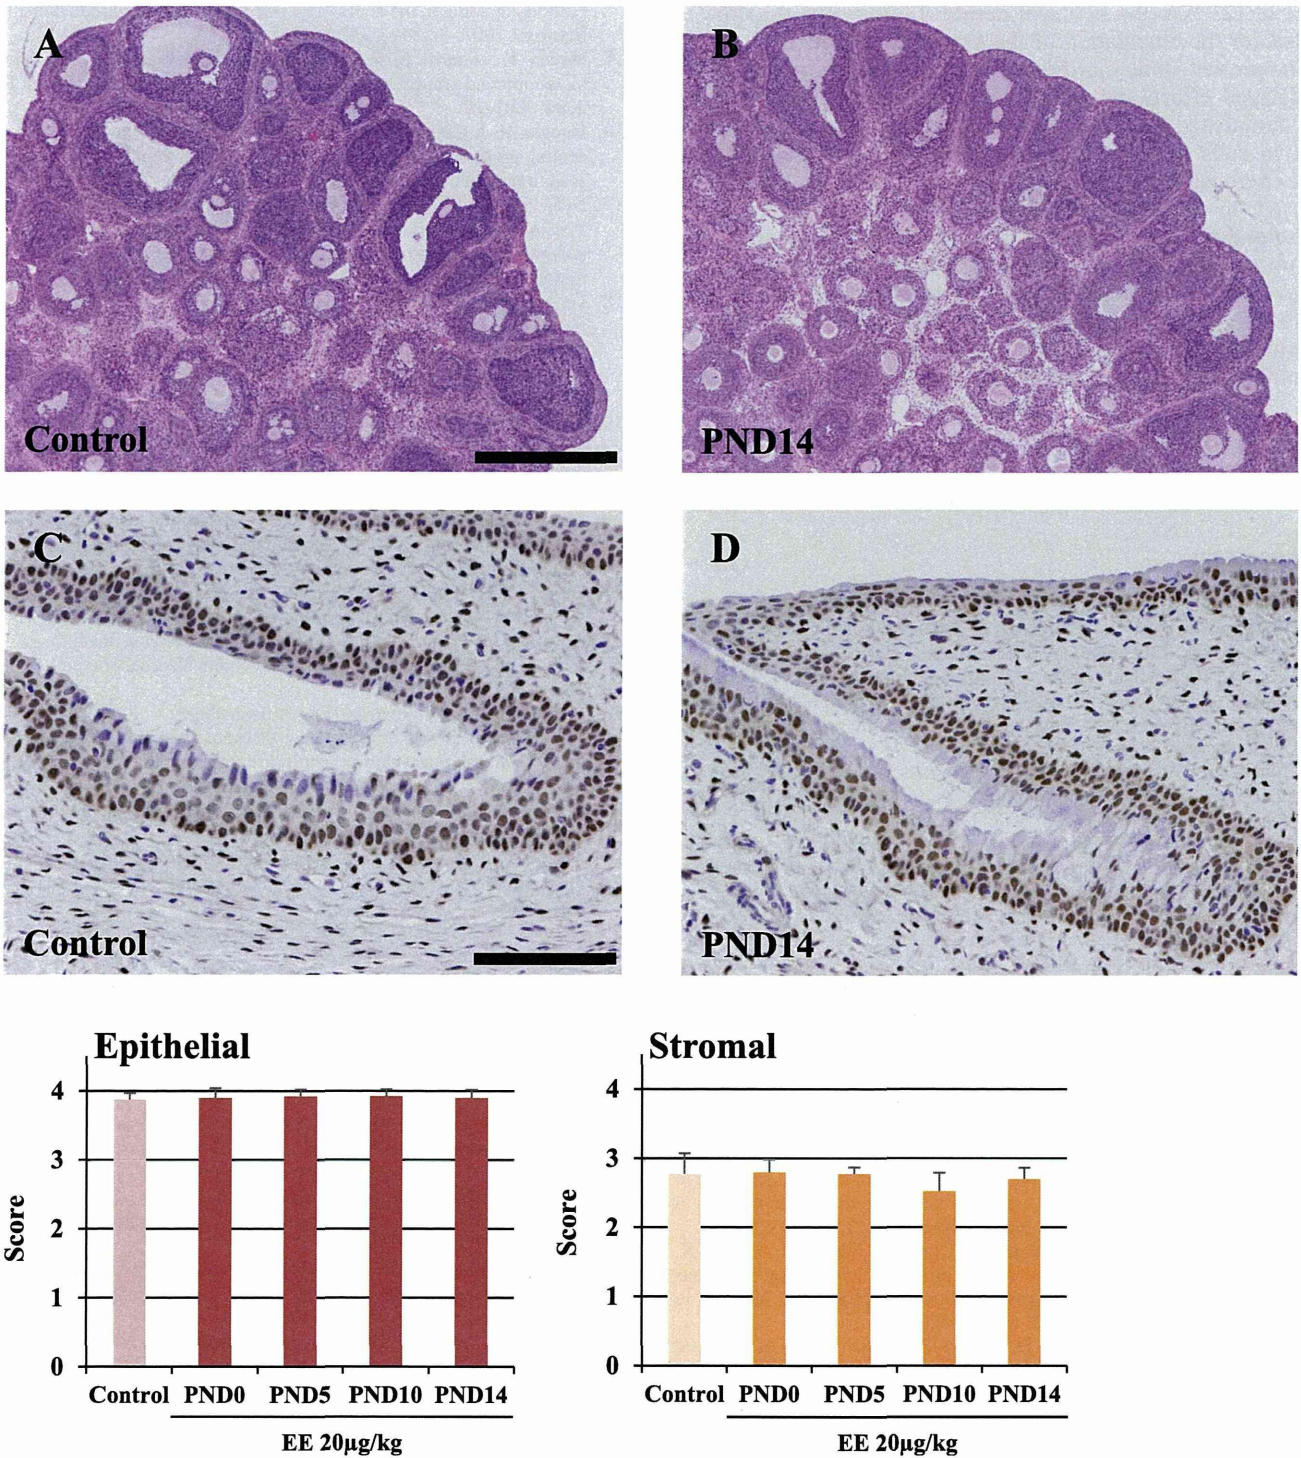 A
B
Control
PND14
C
D
Control
PND14
Epithelial
Stromal
4
3
2
1
0
Score
Control PND0 PND5 PND10 PND14
EE 20µg/kg
4
3
2
1
0
Score
Control PND0 PND5 PND10 PND14
EE 20µg/kg